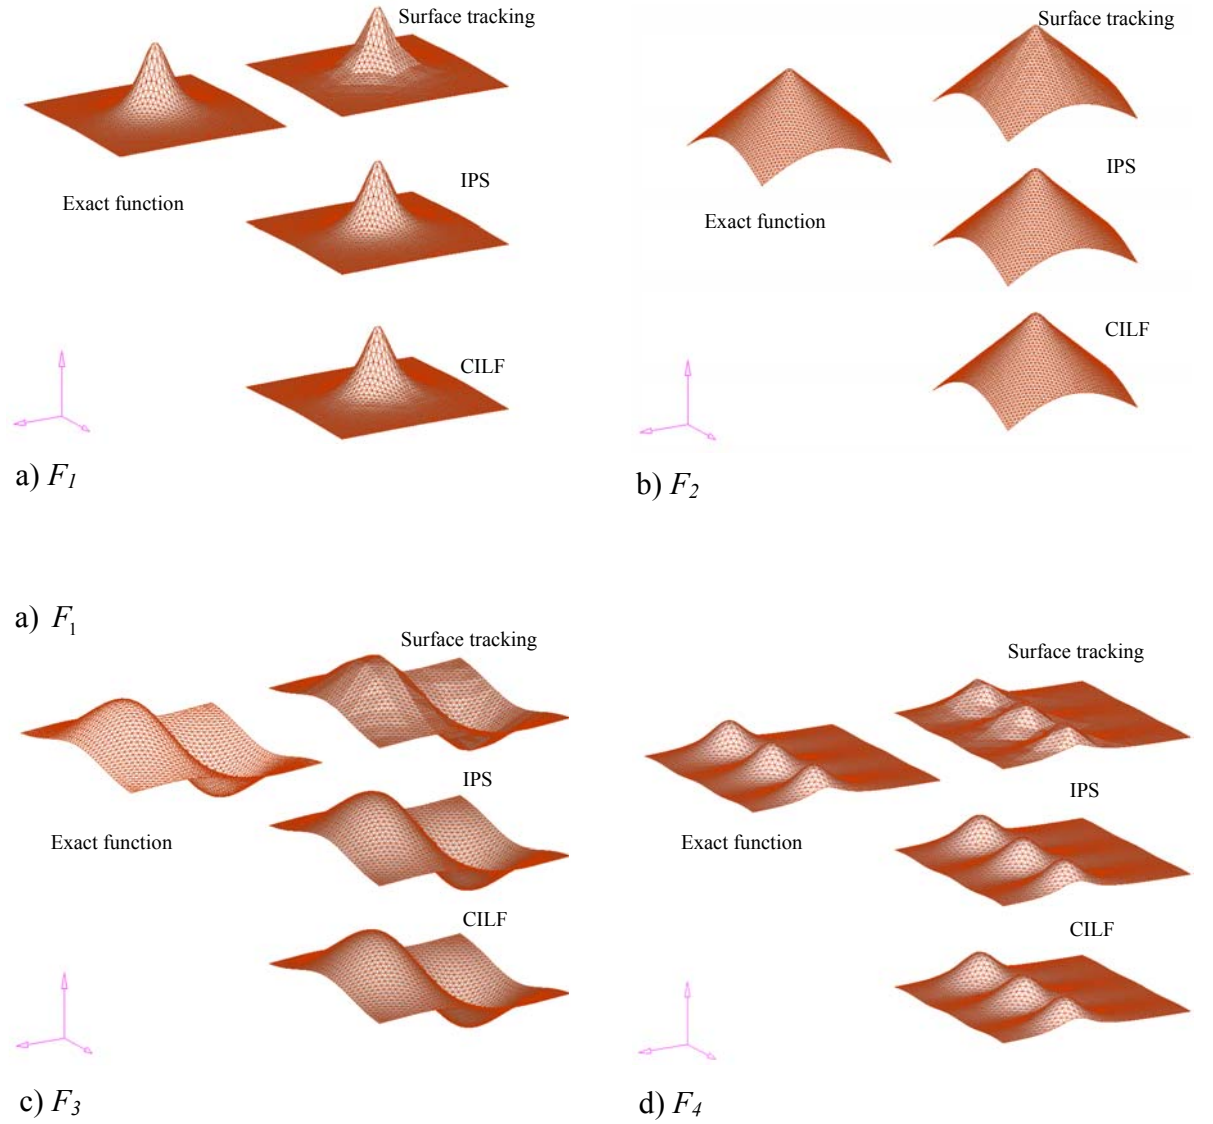 Surface tracking
Exact function
IPS
CILF
a) F1
Surface tracking
Exact function
IPS
CILF
b) F2
a) F1
Surface tracking
IPS
Exact function
CILF
c) F3
Surface tracking
IPS
Exact function
CILF
d) F4